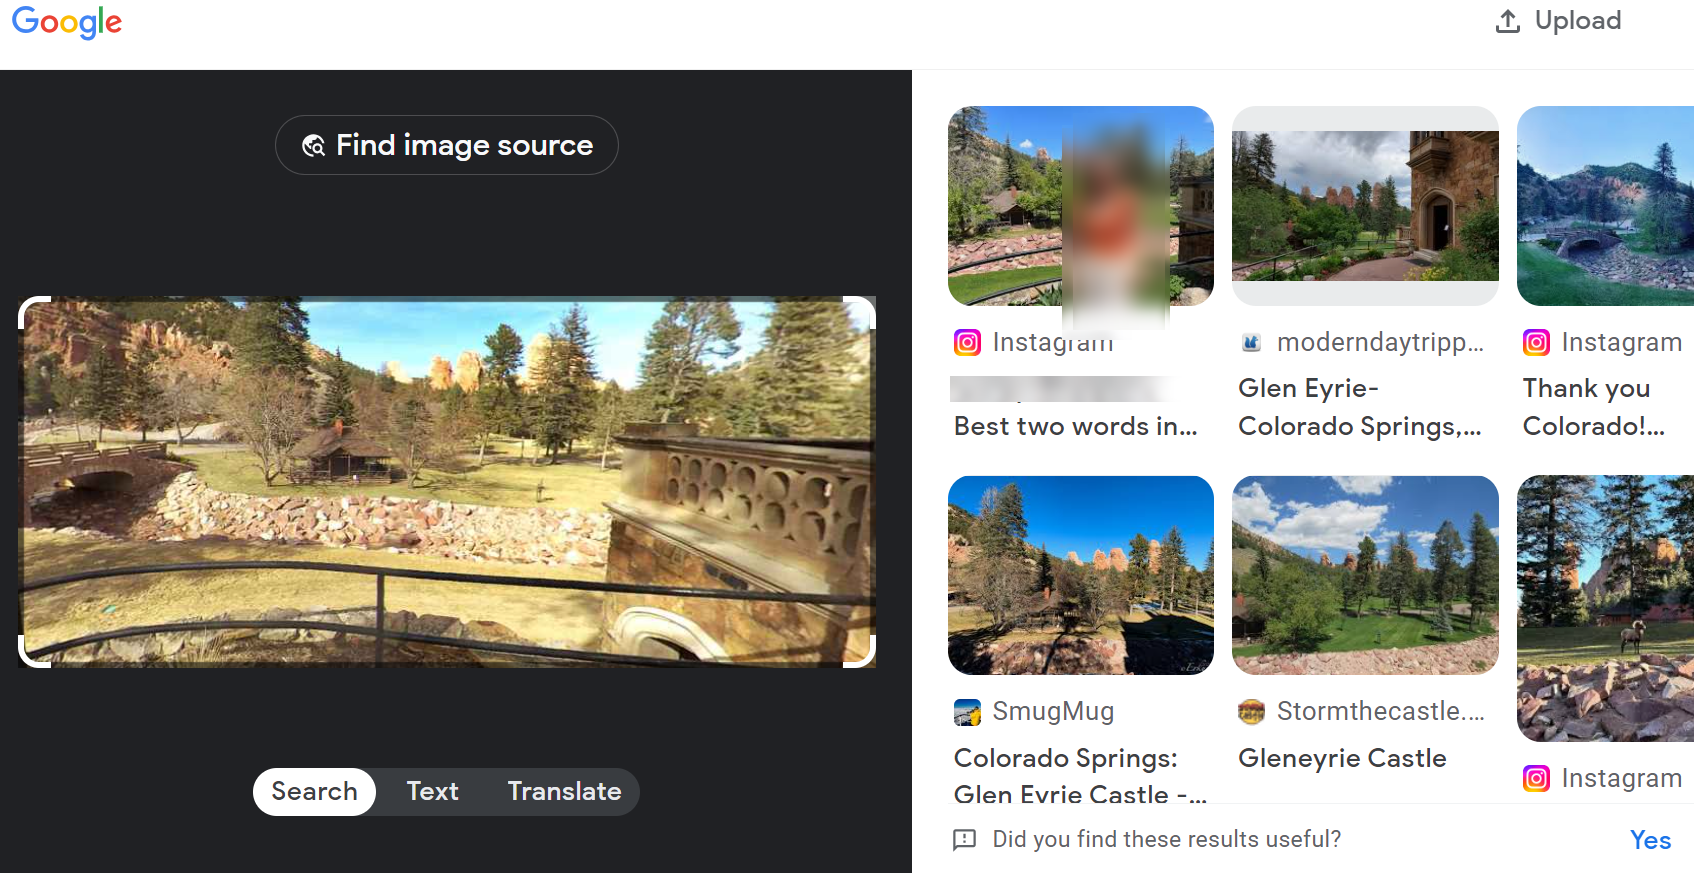 Google
Upload
Find image source
Instagram
moderndaytripp...
Instagram
Best two words in...
Glen Eyrie-
Colorado Springs,...
Thank you
Colorado!...
SmugMug
Stormthecastle....
Colorado Springs:
Glen Eyrie Castle -...
Gleneyrie Castle
Instagram
Search
Text
Translate
Did you find these results useful?
Yes